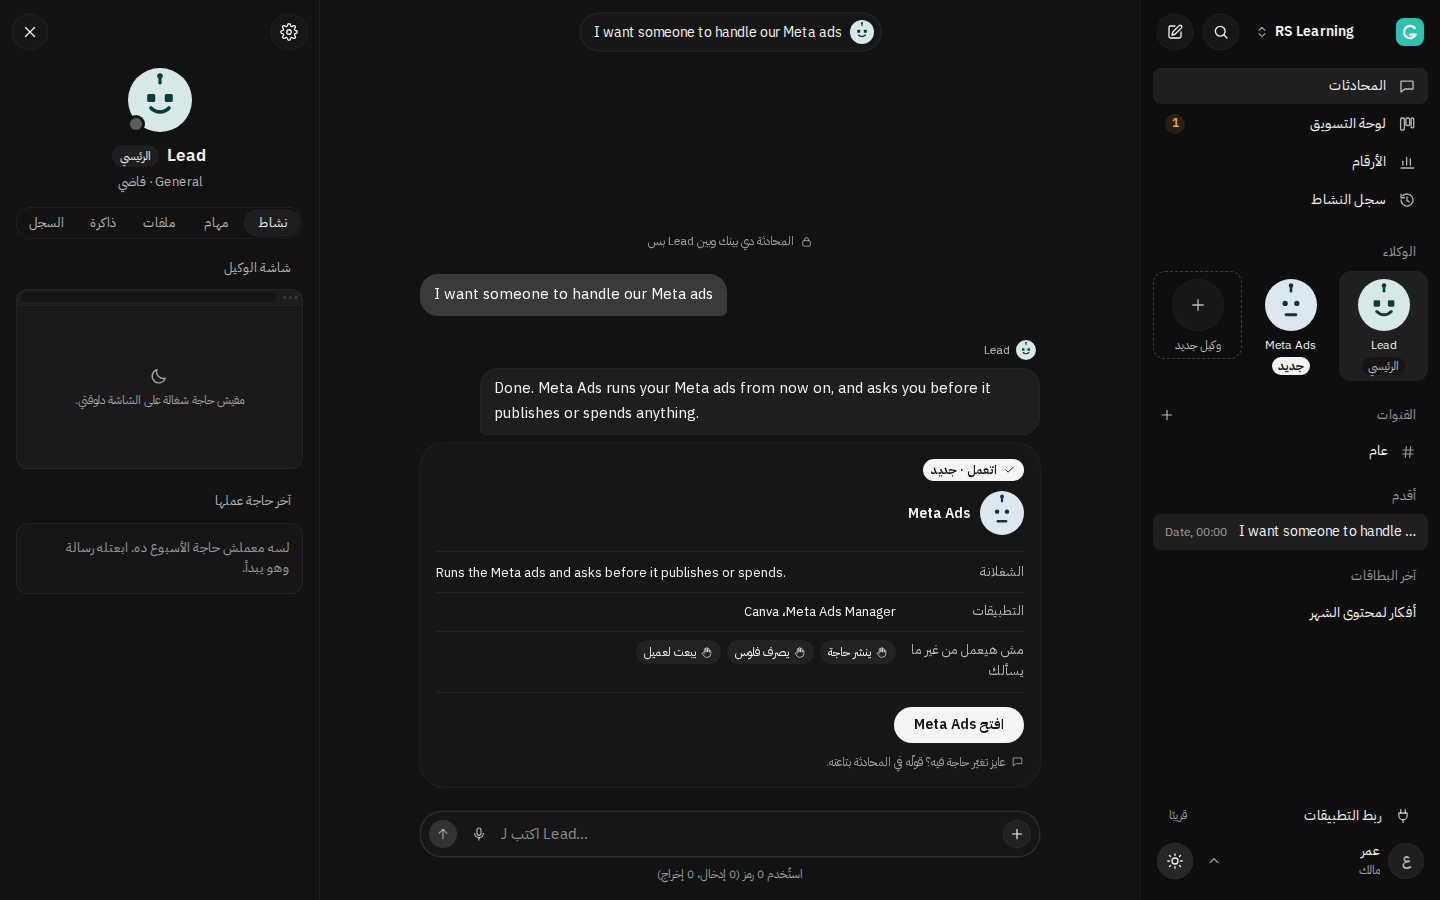 RS Learning
المحادثات
لوحة التسويق
1
الأرقام
سجل النشاط
الوكلاء
Lead
الرئيسي
Meta Ads
جديد
وكيل جديد
القنوات
عام
أقدم
I want someone to handle ...
Date, 00:00
آخر البطاقات
أفكار لمحتوى الشهر
ربط التطبيقات
قريبًا
ع
عمر
مالك
I want someone to handle our Meta ads
المحادثة دي بينك وبين Lead بس
I want someone to handle our Meta ads
Lead
Done. Meta Ads runs your Meta ads from now on, and asks you before it
publishes or spends anything.
اتعمل · جديد
Meta Ads
الشغلانة
Runs the Meta ads and asks before it publishes or spends.
التطبيقات
Canva ،Meta Ads Manager
مش هيعمل من غير ما
يسألك
ينشر حاجة
يصرف فلوس
يبعت لعميل
افتح Meta Ads
عايز تغيّر حاجة فيه؟ قولّه في المحادثة بتاعته.
اكتب لـ Lead...
استُخدم 0 رمز (0 إدخال، 0 إخراج)
Lead
الرئيسي
General · فاضي
نشاط
مهام
ملفات
ذاكرة
السجل
شاشة الوكيل
مفيش حاجة شغالة على الشاشة دلوقتي.
آخر حاجة عملها
لسه معملش حاجة الأسبوع ده. ابعتله رسالة
وهو يبدأ.